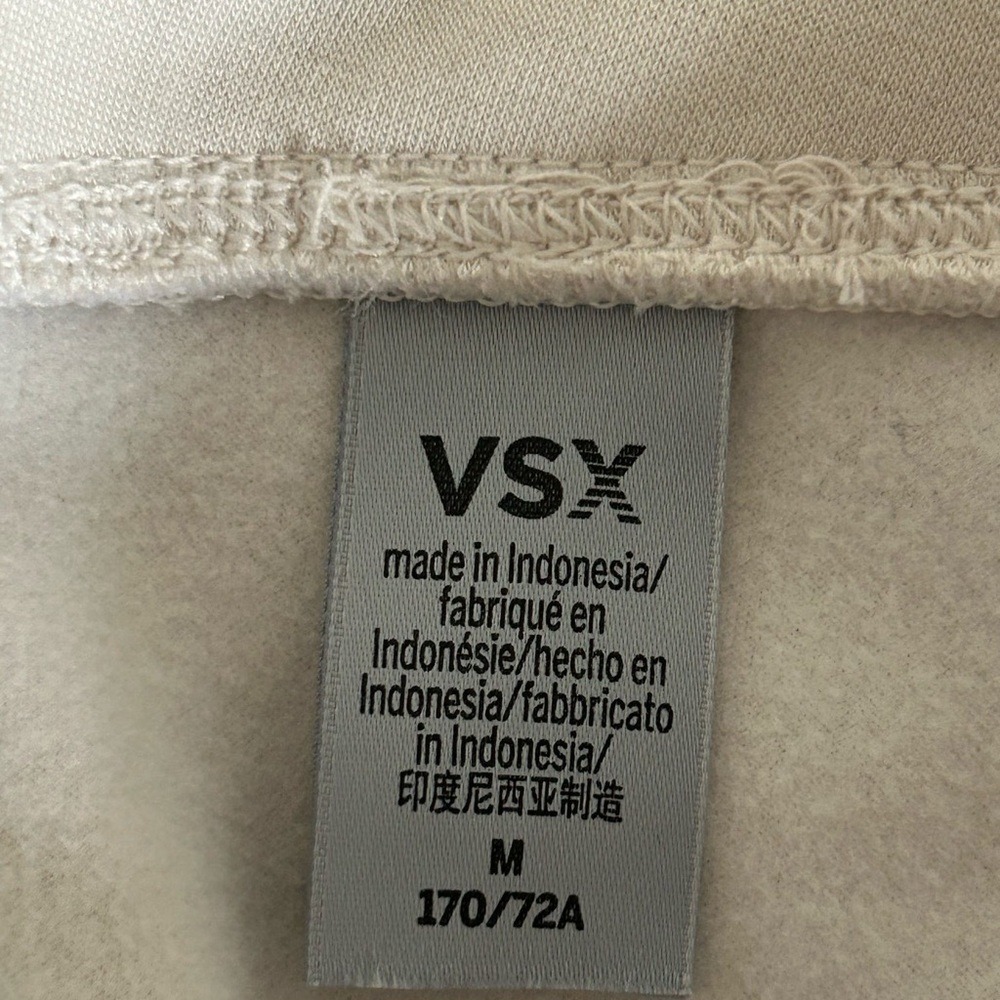 VSX
made in Indonesia/
fabriqué en
Indonésie/hecho en
Indonesia/fabbricato
in Indonesia/
印度尼西亚制造
M
170/72A